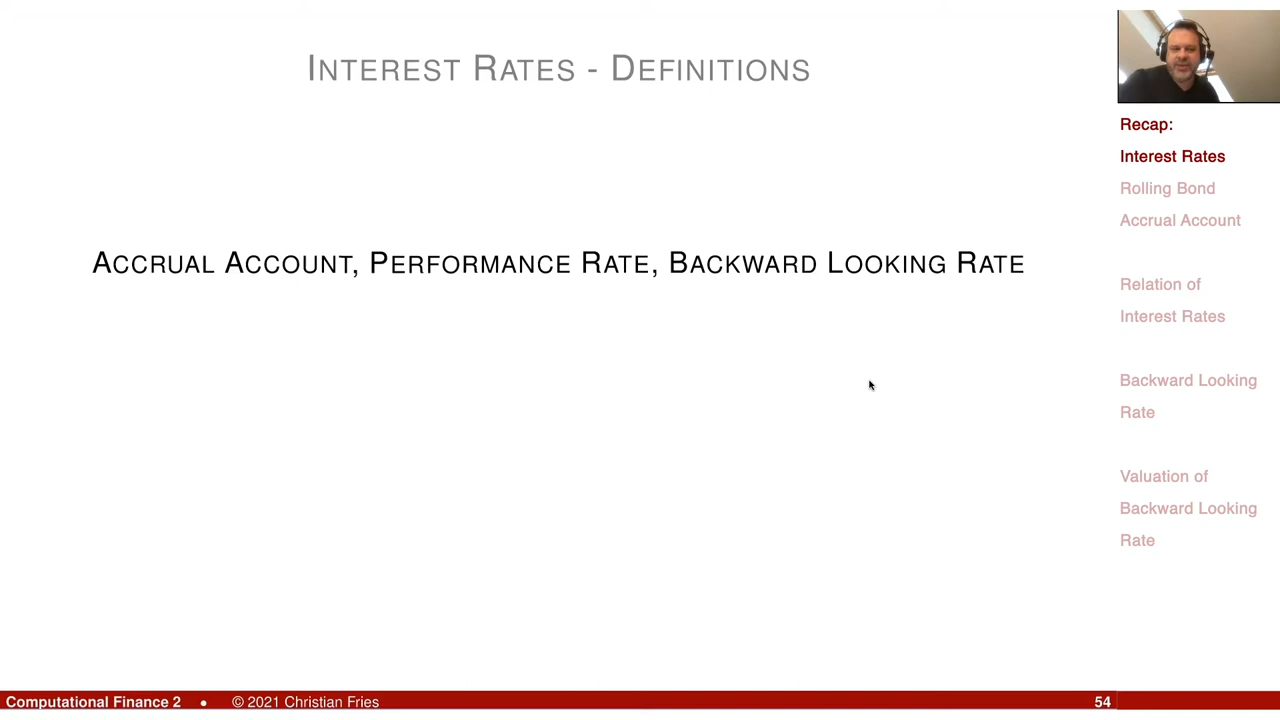 INTEREST RATES - DEFINITIONS
ACCRUAL ACCOUNT, PERFORMANCE RATE, BACKWARD LOOKING RATE
Recap:
Interest Rates
Rolling Bond
Accrual Account
Relation of
Interest Rates
Backward Looking
Rate
Valuation of
Backward Looking
Rate
Computational Finance 2 • © 2021 Christian Fries 54